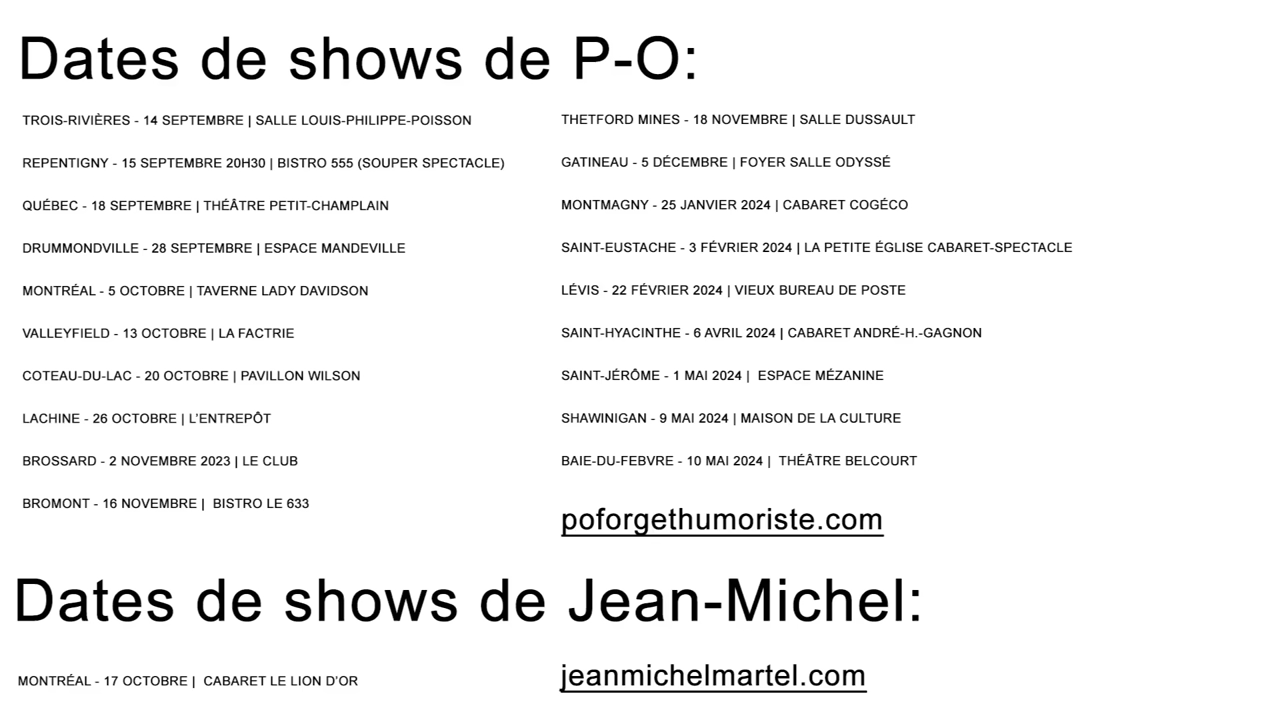 Dates de shows de P-O:
TROIS-RIVIÈRES - 14 SEPTEMBRE | SALLE LOUIS-PHILIPPE-POISSON
REPENTIGNY - 15 SEPTEMBRE 20H30 | BISTRO 555 (SOUPER SPECTACLE)
QUÉBEC - 18 SEPTEMBRE | THÉÂTRE PETIT-CHAMPLAIN
DRUMMONDVILLE - 28 SEPTEMBRE | ESPACE MANDEVILLE
MONTRÉAL - 5 OCTOBRE | TAVERNE LADY DAVIDSON
VALLEYFIELD - 13 OCTOBRE | LA FACTRIE
COTEAU-DU-LAC - 20 OCTOBRE | PAVILLON WILSON
LACHINE - 26 OCTOBRE | L'ENTREPÔT
BROSSARD - 2 NOVEMBRE 2023 | LE CLUB
BROMONT - 16 NOVEMBRE | BISTRO LE 633
THETFORD MINES - 18 NOVEMBRE | SALLE DUSSAULT
GATINEAU - 5 DÉCEMBRE | FOYER SALLE ODYSSÉ
MONTMAGNY - 25 JANVIER 2024 | CABARET COGÉCO
SAINT-EUSTACHE - 3 FÉVRIER 2024 | LA PETITE ÉGLISE CABARET-SPECTACLE
LÉVIS - 22 FÉVRIER 2024 | VIEUX BUREAU DE POSTE
SAINT-HYACINTHE - 6 AVRIL 2024 | CABARET ANDRÉ-H.-GAGNON
SAINT-JÉRÔME - 1 MAI 2024 | ESPACE MÉZANINE
SHAWINIGAN - 9 MAI 2024 | MAISON DE LA CULTURE
BAIE-DU-FEBVRE - 10 MAI 2024 | THÉÂTRE BELCOURT
poforgethumoriste.com
Dates de shows de Jean-Michel:
MONTRÉAL - 17 OCTOBRE | CABARET LE LION D'OR
jeanmichelmartel.com